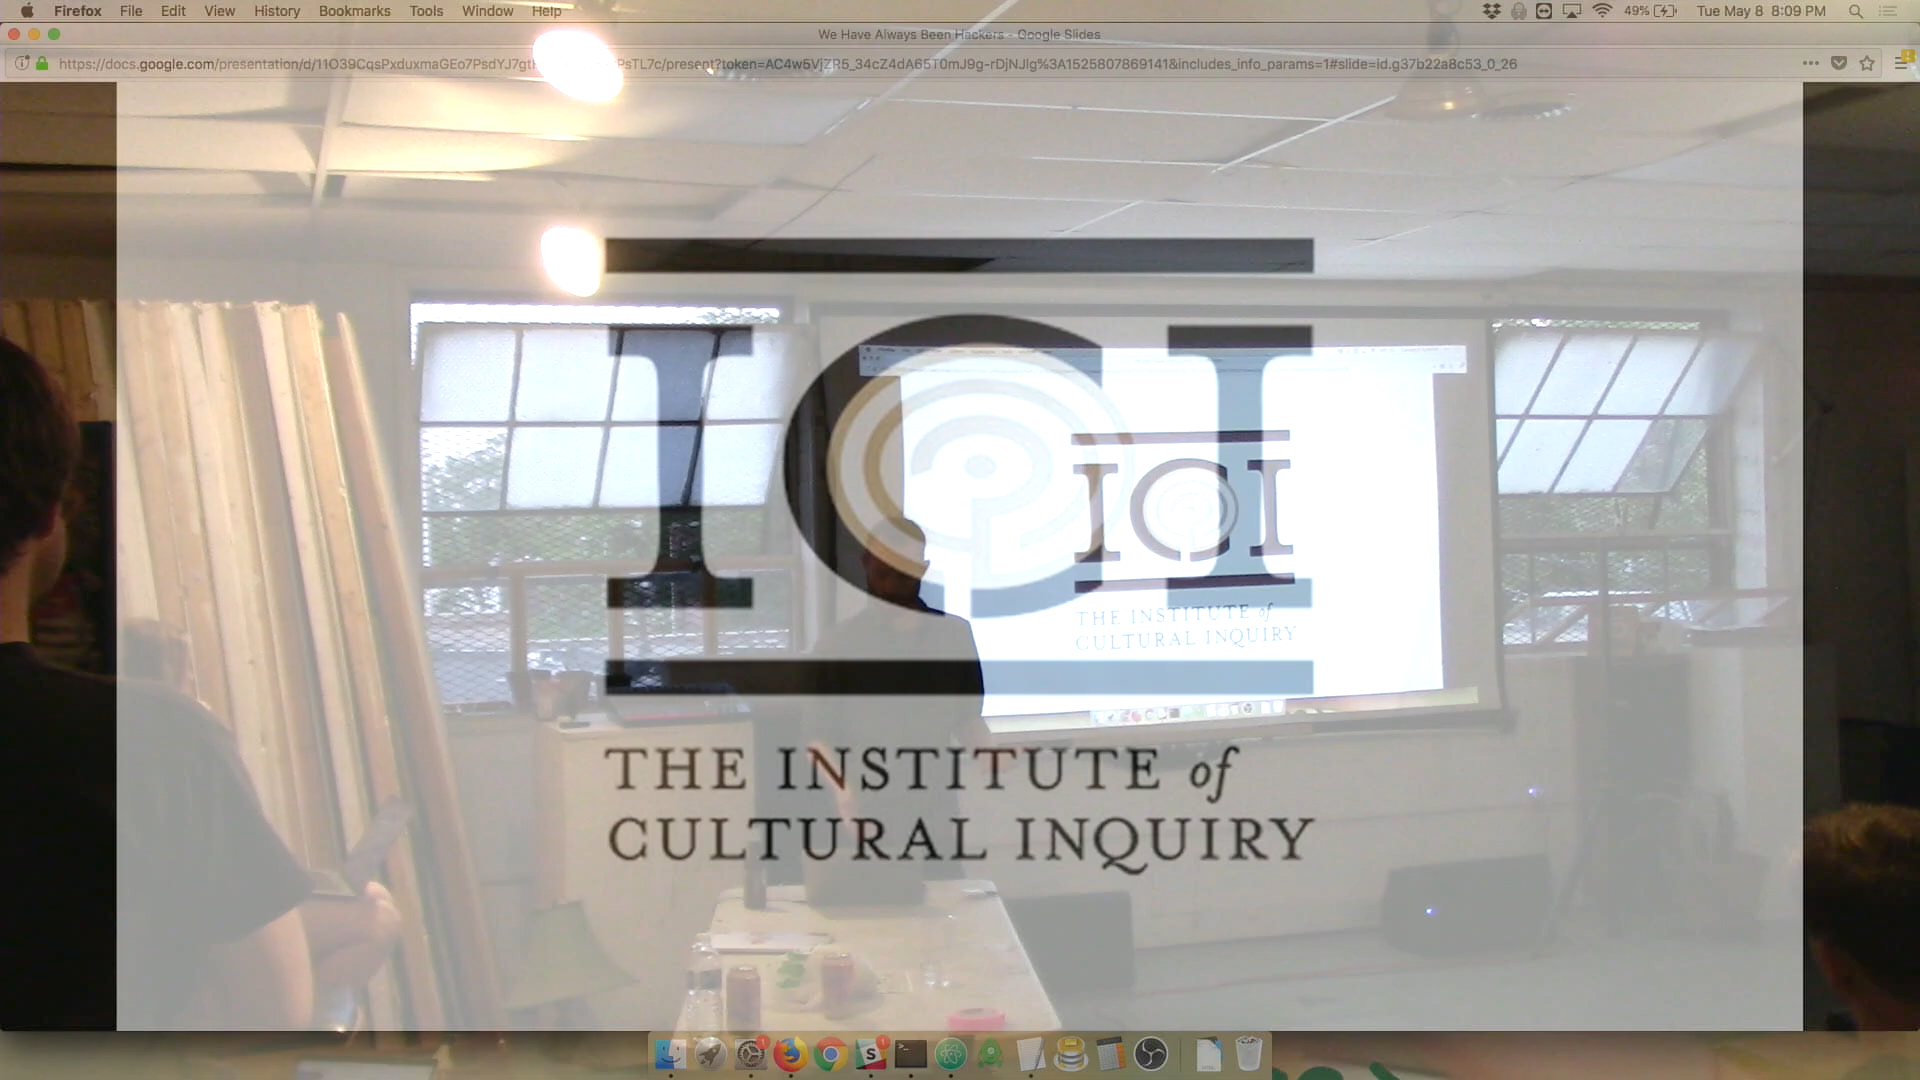 Firefox File Edit View History Bookmarks Tools Window Help 49% Tue May 8 8:09 PM
We Have Always Been Hackers - Google Slides
ICI
ICI
THE INSTITUTE of
CULTURAL INQUIRY
THE INSTITUTE of
CULTURAL INQUIRY